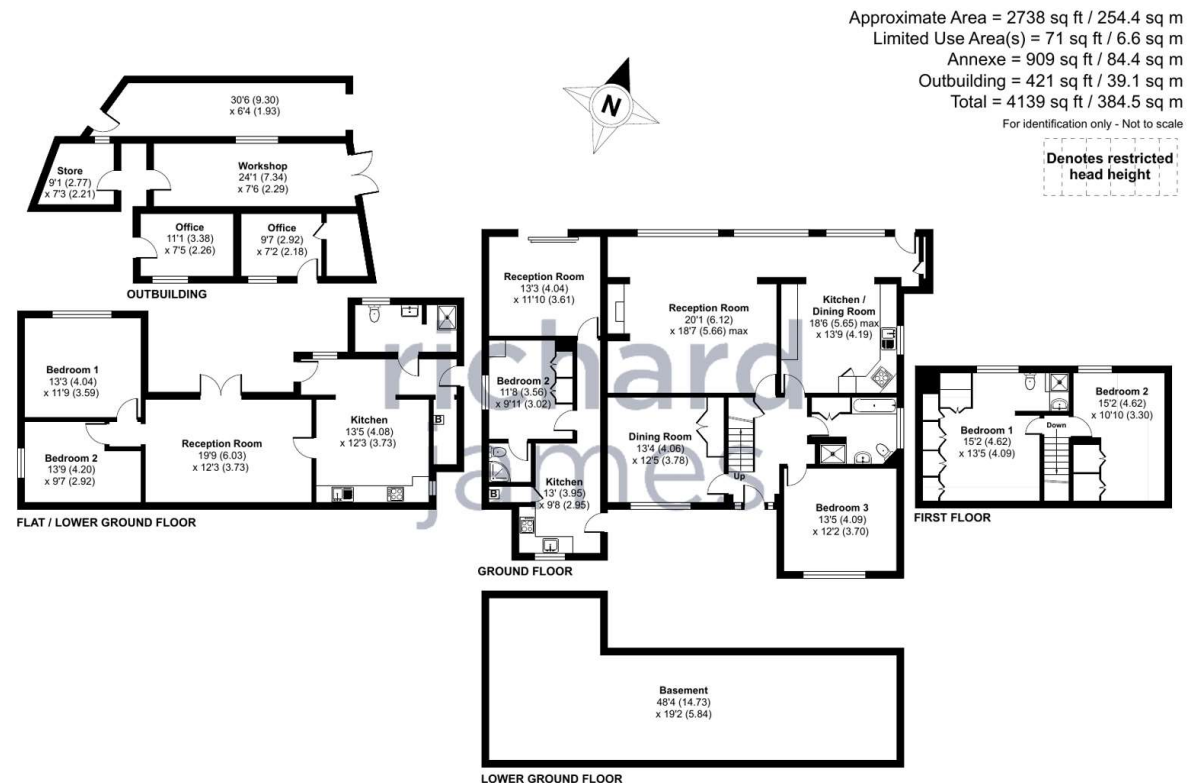 Approximate Area = 2738 sq ft / 254.4 sq m
Limited Use Area(s) = 71 sq ft / 6.6 sq m
Annexe = 909 sq ft / 84.4 sq m
Outbuilding = 421 sq ft / 39.1 sq m
Total = 4139 sq ft / 384.5 sq m
For identification only - Not to scale
Denotes restricted
head height
N
30'6 (9.30)
x 6'4 (1.93)
Store
9'1 (2.77)
x 7'3 (2.21)
Workshop
24'1 (7.34)
x 7'6 (2.29)
Office
11'1 (3.38)
x 7'5 (2.26)
Office
9'7 (2.92)
x 7'2 (2.18)
OUTBUILDING
Bedroom 1
13'3 (4.04)
x 11'9 (3.59)
Bedroom 2
13'9 (4.20)
x 9'7 (2.92)
Reception Room
19'9 (6.03)
x 12'3 (3.73)
Kitchen
13'5 (4.08)
x 12'3 (3.73)
B
FLAT / LOWER GROUND FLOOR
Reception Room
13'3 (4.04)
x 11'10 (3.61)
Bedroom 2
11'8 (3.56)
x 9'11 (3.02)
B
Kitchen
13' (3.95)
x 9'8 (2.95)
Reception Room
20'1 (6.12)
x 18'7 (5.66) max
Kitchen /
Dining Room
18'6 (5.65) max
x 13'9 (4.19)
Dining Room
13'4 (4.06)
x 12'5 (3.78)
Up
Bedroom 3
13'5 (4.09)
x 12'2 (3.70)
GROUND FLOOR
Bedroom 1
15'2 (4.62)
x 13'5 (4.09)
Down
Bedroom 2
15'2 (4.62)
x 10'10 (3.30)
FIRST FLOOR
richard
james
Basement
48'4 (14.73)
x 19'2 (5.84)
LOWER GROUND FLOOR